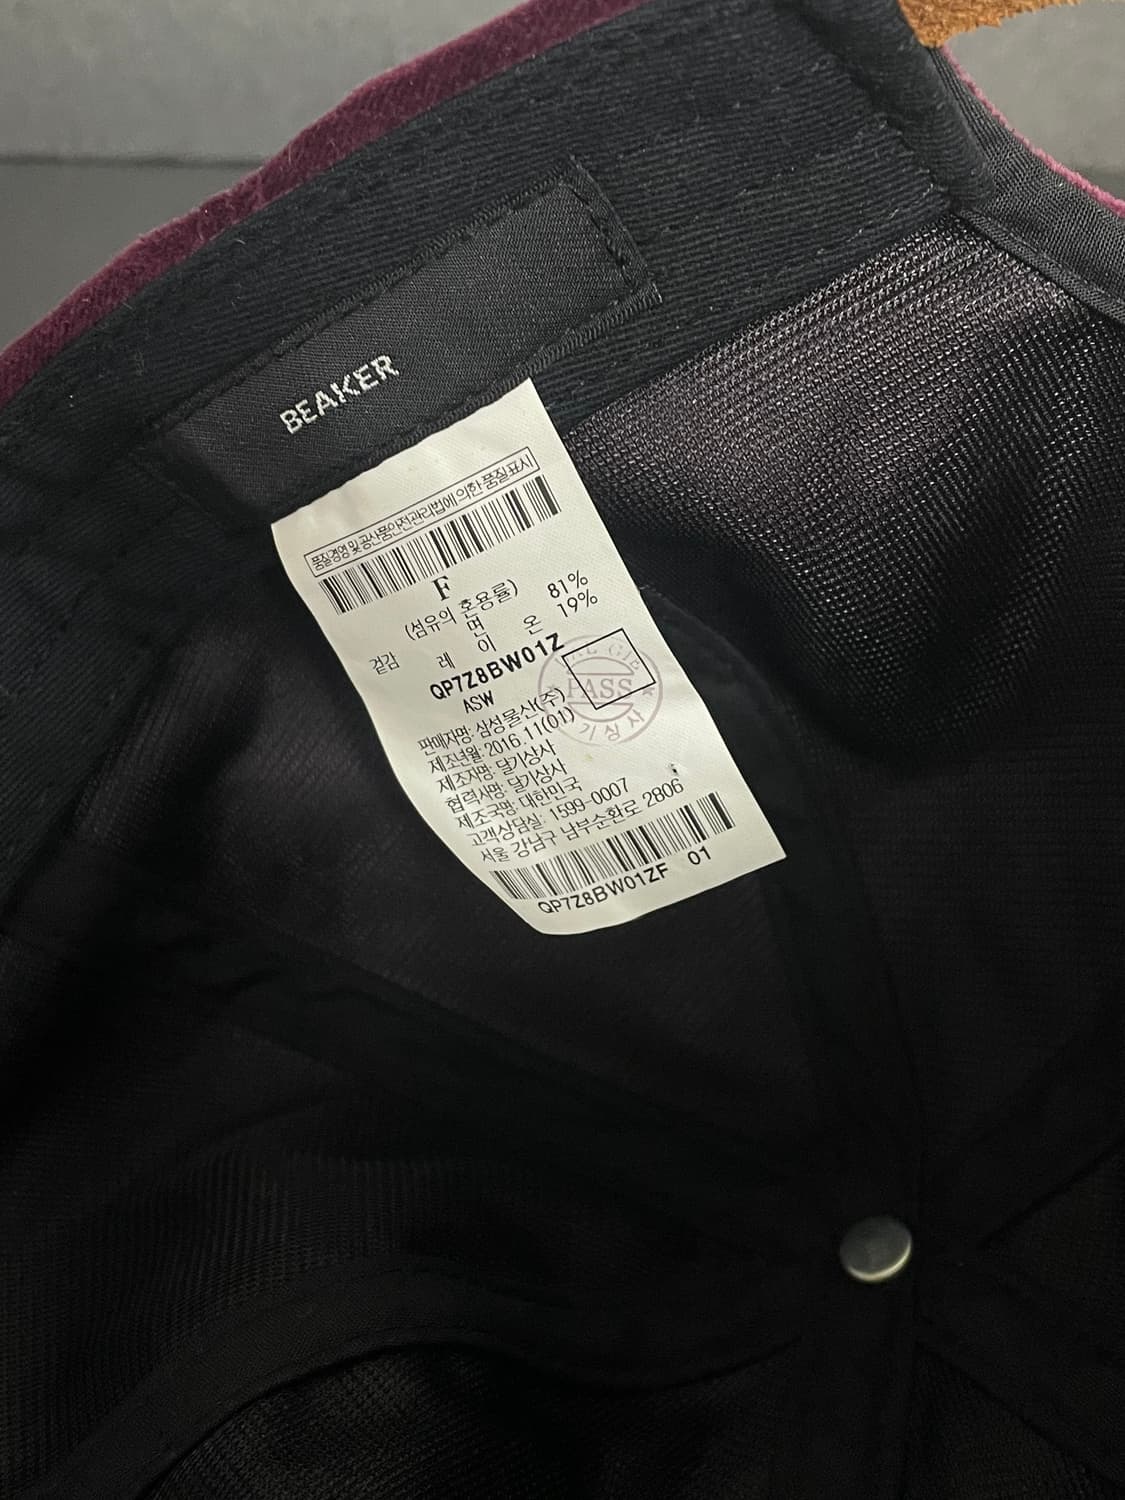 BEAKER
품질경영 및 공산품안전관리법에 의한 품질표시
F
(섬유의 혼용률)
겉감 면 81%
레 이 온 19%
QP7Z8BW01Z
ASW
PASS
기상사
판매자명: 삼성물산(주)
제조년월: 2016.11(01)
제조자명: 달기상사
협력사명: 달기상사
제조국명: 대한민국
고객상담실: 1599-0007
서울 강남구 남부순환로 2806
QP7Z8BW01ZF 01